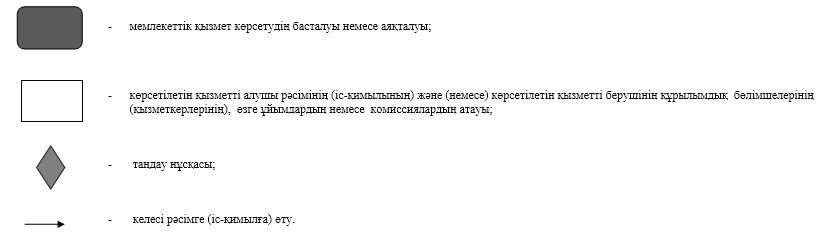 - мемлекеттік қызмет көрсетудің басталуы немесе аяқталуы;
- көрсетілетін қызметті алушы рәсімінің (іс-қимылының) және (немесе) көрсетілетін қызметті берушінің құрылымдық бөлімшелерінің
(қызметкерлерінің), өзге ұйымдардың немесе комиссиялардың атауы;
- таңдау нұсқасы;
- келесі рәсімге (іс-қимылға) өту.